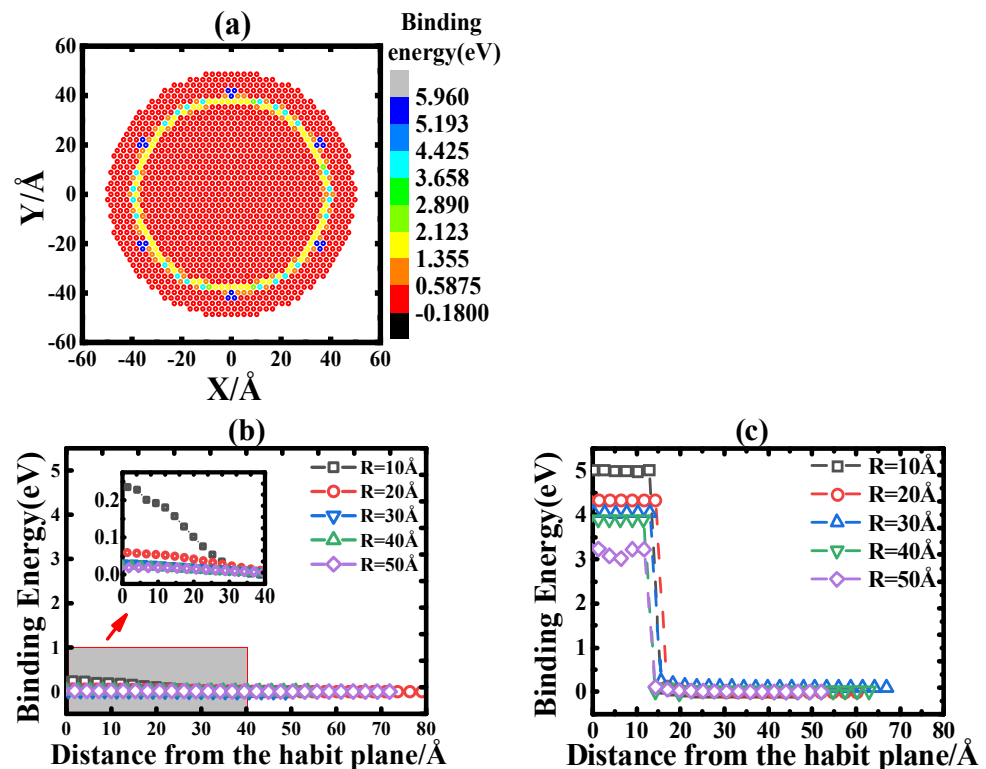 (a)
Binding
energy(eV)
60
40
20
0
-20
-40
-60
Y/Å
-60 -40 -20 0 20 40 60
X/Å
5.960
5.193
4.425
3.658
2.890
2.123
1.355
0.5875
-0.1800
(b)
5
4
3
2
1
0
Binding Energy(eV)
0.2
0.1
0.0
0 10 20 30 40
R=10Å
R=20Å
R=30Å
R=40Å
R=50Å
0 10 20 30 40 50 60 70 80
Distance from the habit plane/Å
(c)
5
4
3
2
1
0
Binding Energy(eV)
R=10Å
R=20Å
R=30Å
R=40Å
R=50Å
0 10 20 30 40 50 60 70 80
Distance from the habit plane/Å